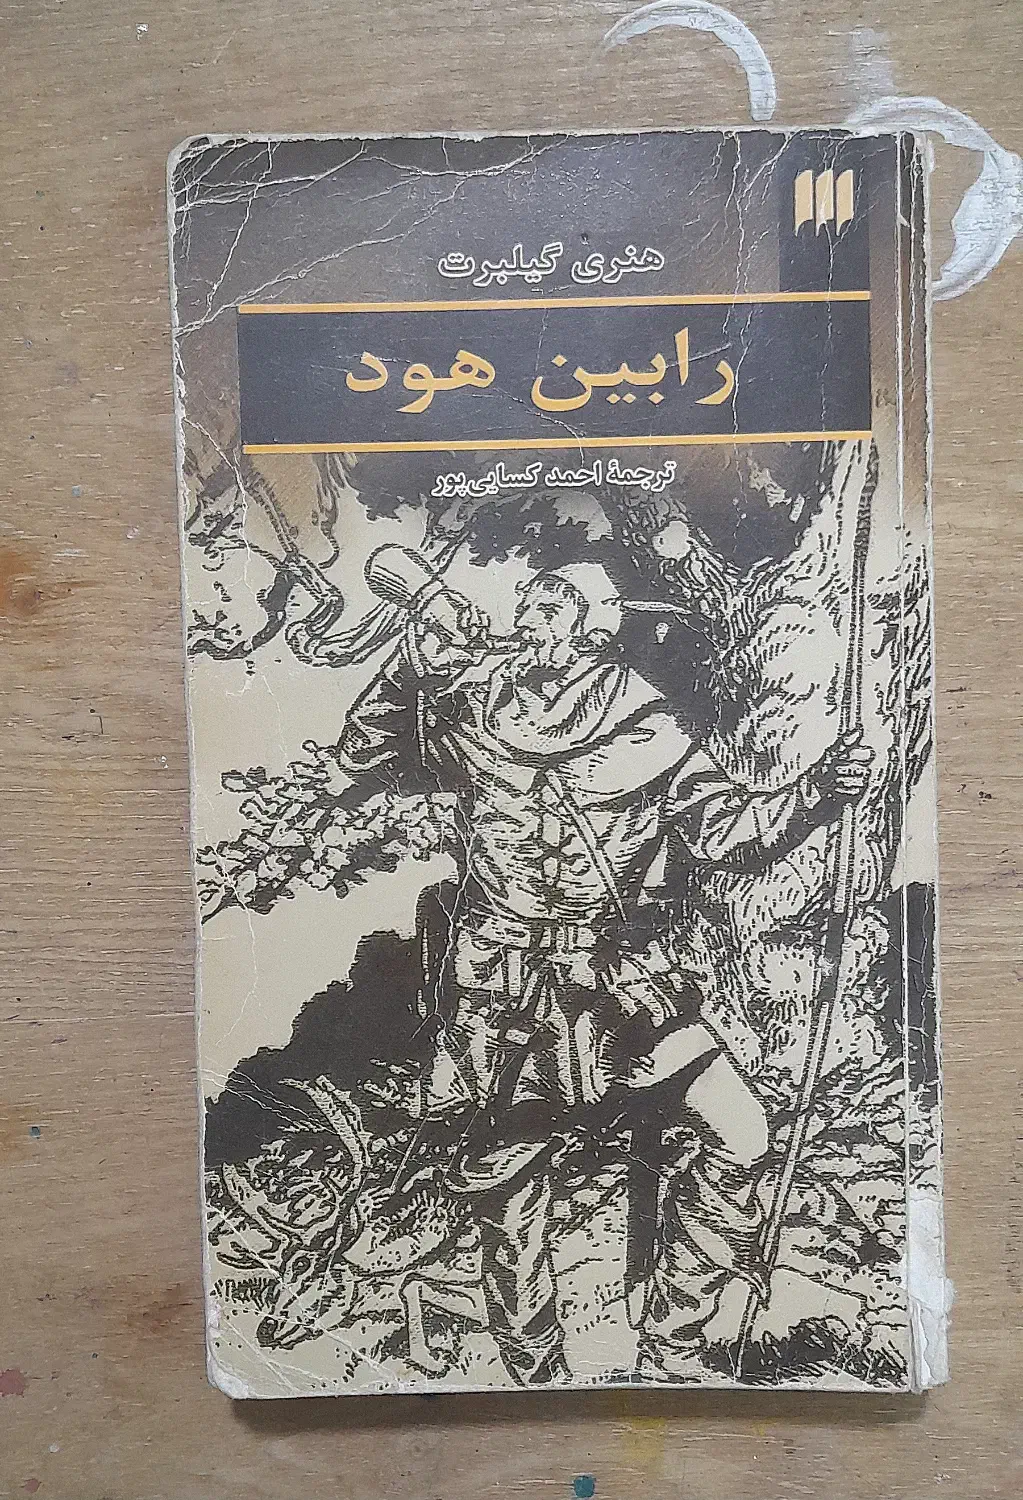 هنری گیلبرت
رابین هود
ترجمهٔ احمد کسایی‌پور